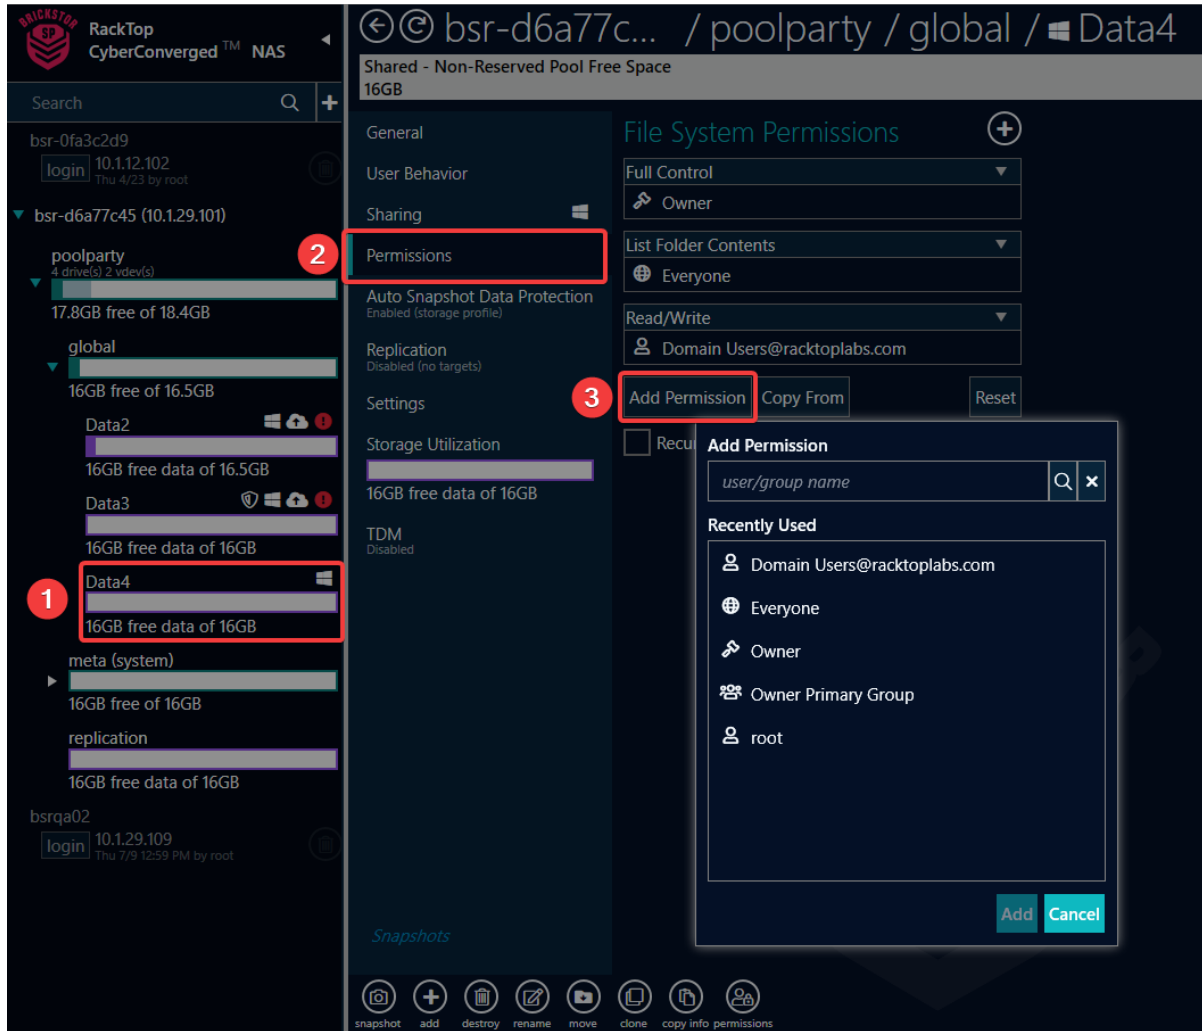 BRICKSTOR
SP
RackTop
CyberConverged TM NAS
Search
bsr-0fa3c2d9
login
10.1.12.102
Thu 4/23 by root
bsr-d6a77c45 (10.1.29.101)
poolparty
4 drive(s) 2 vdev(s)
17.8GB free of 18.4GB
global
16GB free of 16.5GB
Data2
16GB free data of 16.5GB
Data3
16GB free data of 16GB
1
Data4
16GB free data of 16GB
meta (system)
16GB free of 16GB
replication
16GB free data of 16GB
bsrqa02
login
10.1.29.109
Thu 7/9 12:59 PM by root
bsr-d6a77c... / poolparty / global / Data4
Shared - Non-Reserved Pool Free Space
16GB
General
User Behavior
Sharing
2
Permissions
Auto Snapshot Data Protection
Enabled (storage profile)
Replication
Disabled (no targets)
Settings
Storage Utilization
16GB free data of 16GB
TDM
Disabled
Snapshots
File System Permissions
Full Control
Owner
List Folder Contents
Everyone
Read/Write
Domain Users@racktoplabs.com
3
Add Permission Copy From Reset
Recur
Add Permission
user/group name
Recently Used
Domain Users@racktoplabs.com
Everyone
Owner
Owner Primary Group
root
Add Cancel
snapshot add destroy rename move clone copy info permissions